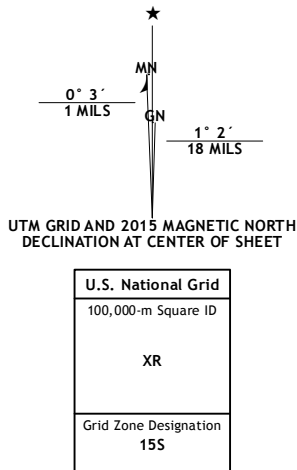 ★
MN
0° 3´
1 MILS
GN
1° 2´
18 MILS
UTM GRID AND 2015 MAGNETIC NORTH
DECLINATION AT CENTER OF SHEET
U.S. National Grid
100,000-m Square ID
XR
Grid Zone Designation
15S